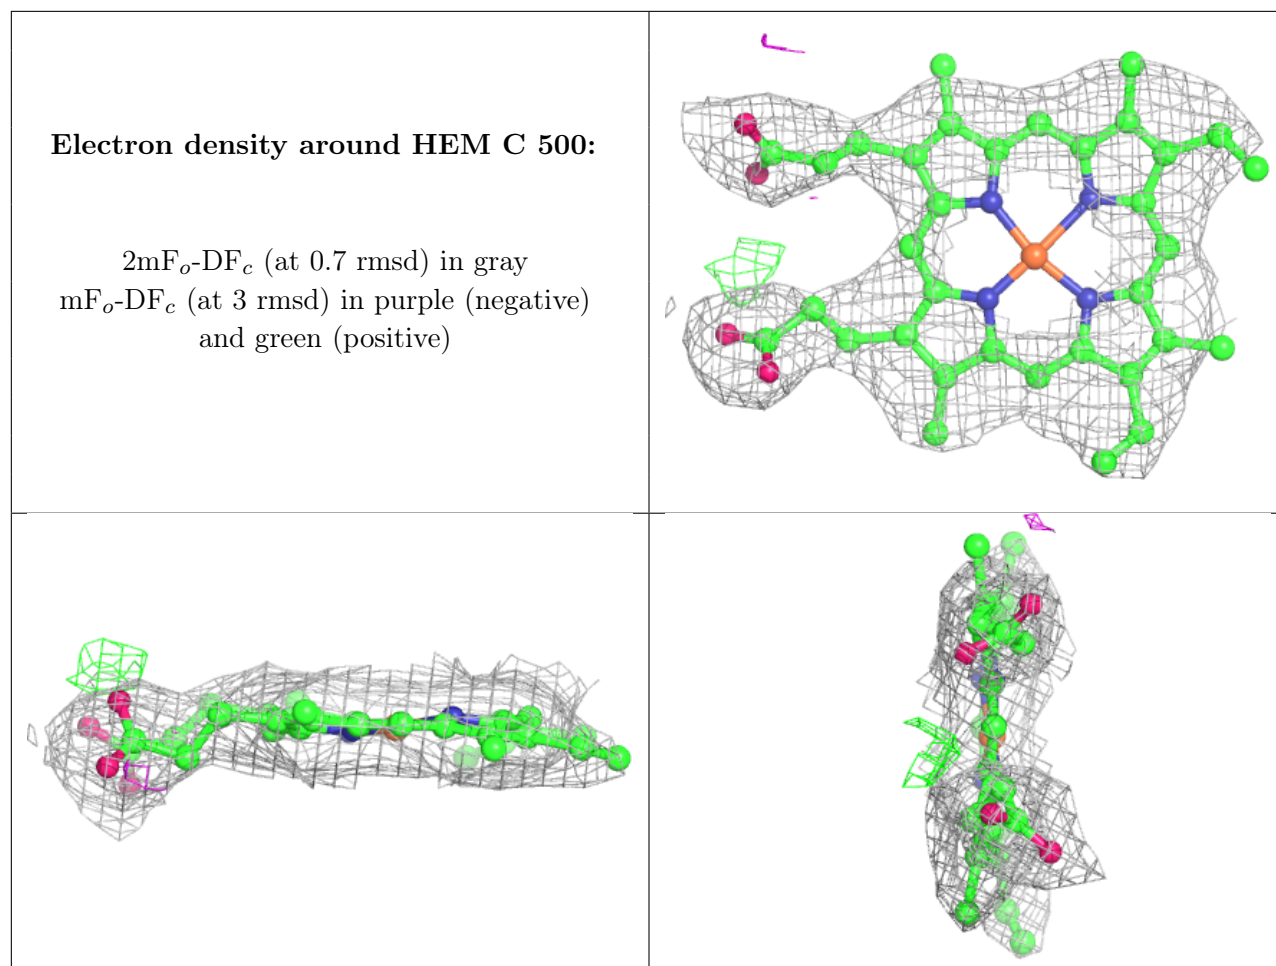 Electron density around HEM C 500:
2mFo-DFc (at 0.7 rmsd) in gray
mFo-DFc (at 3 rmsd) in purple (negative)
and green (positive)